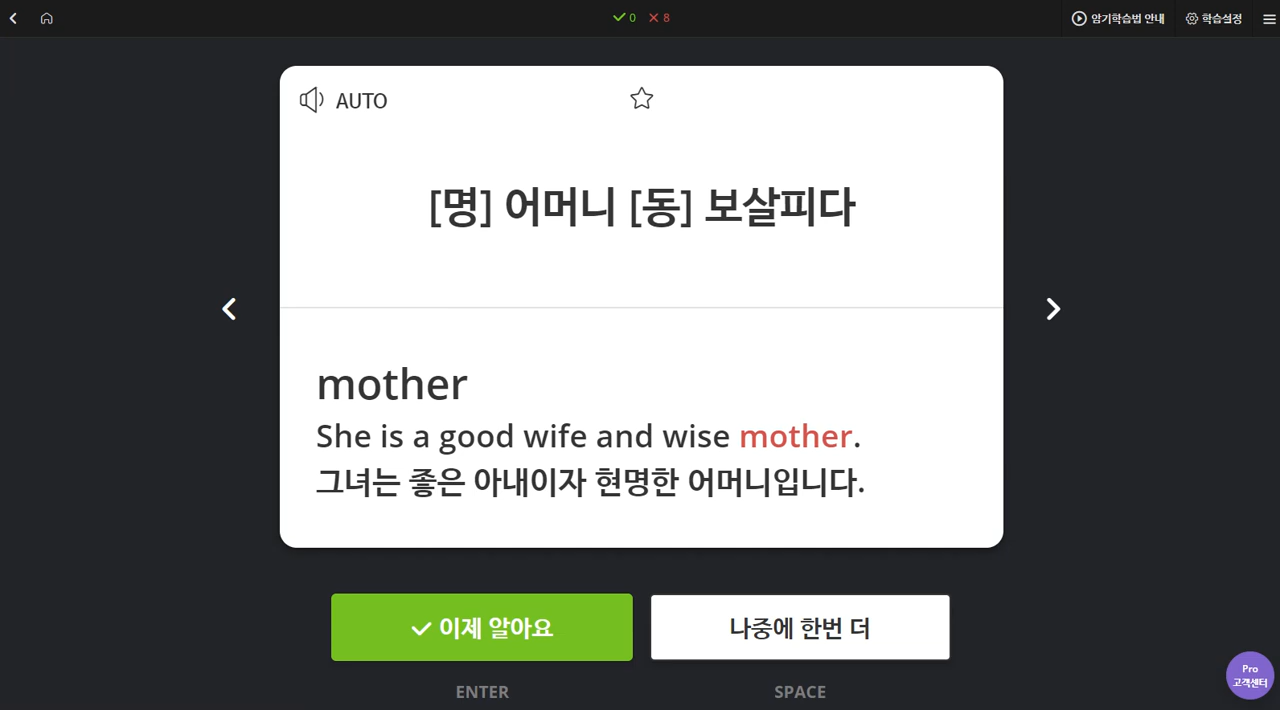 0 8 암기학습법 안내 학습설정
AUTO
[명] 어머니 [동] 보살피다
mother
She is a good wife and wise mother.
그녀는 좋은 아내이자 현명한 어머니입니다.
이제 알아요 나중에 한번 더
Pro
고객센터
ENTER SPACE